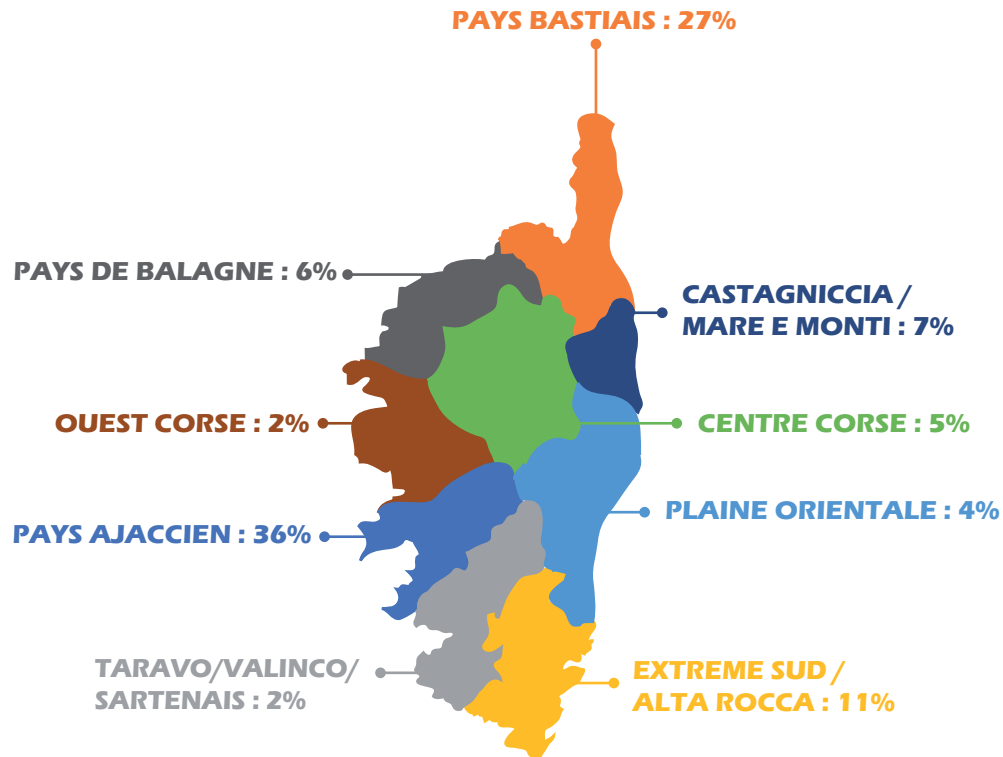 PAYS BASTIAIS : 27%
PAYS DE BALAGNE : 6%
CASTAGNICCIA /
MARE E MONTI : 7%
OUEST CORSE : 2%
CENTRE CORSE : 5%
PLAINE ORIENTALE : 4%
PAYS AJACCIEN : 36%
TARAVO/VALINCO/
SARTENAIS : 2%
EXTREME SUD /
ALTA ROCCA : 11%